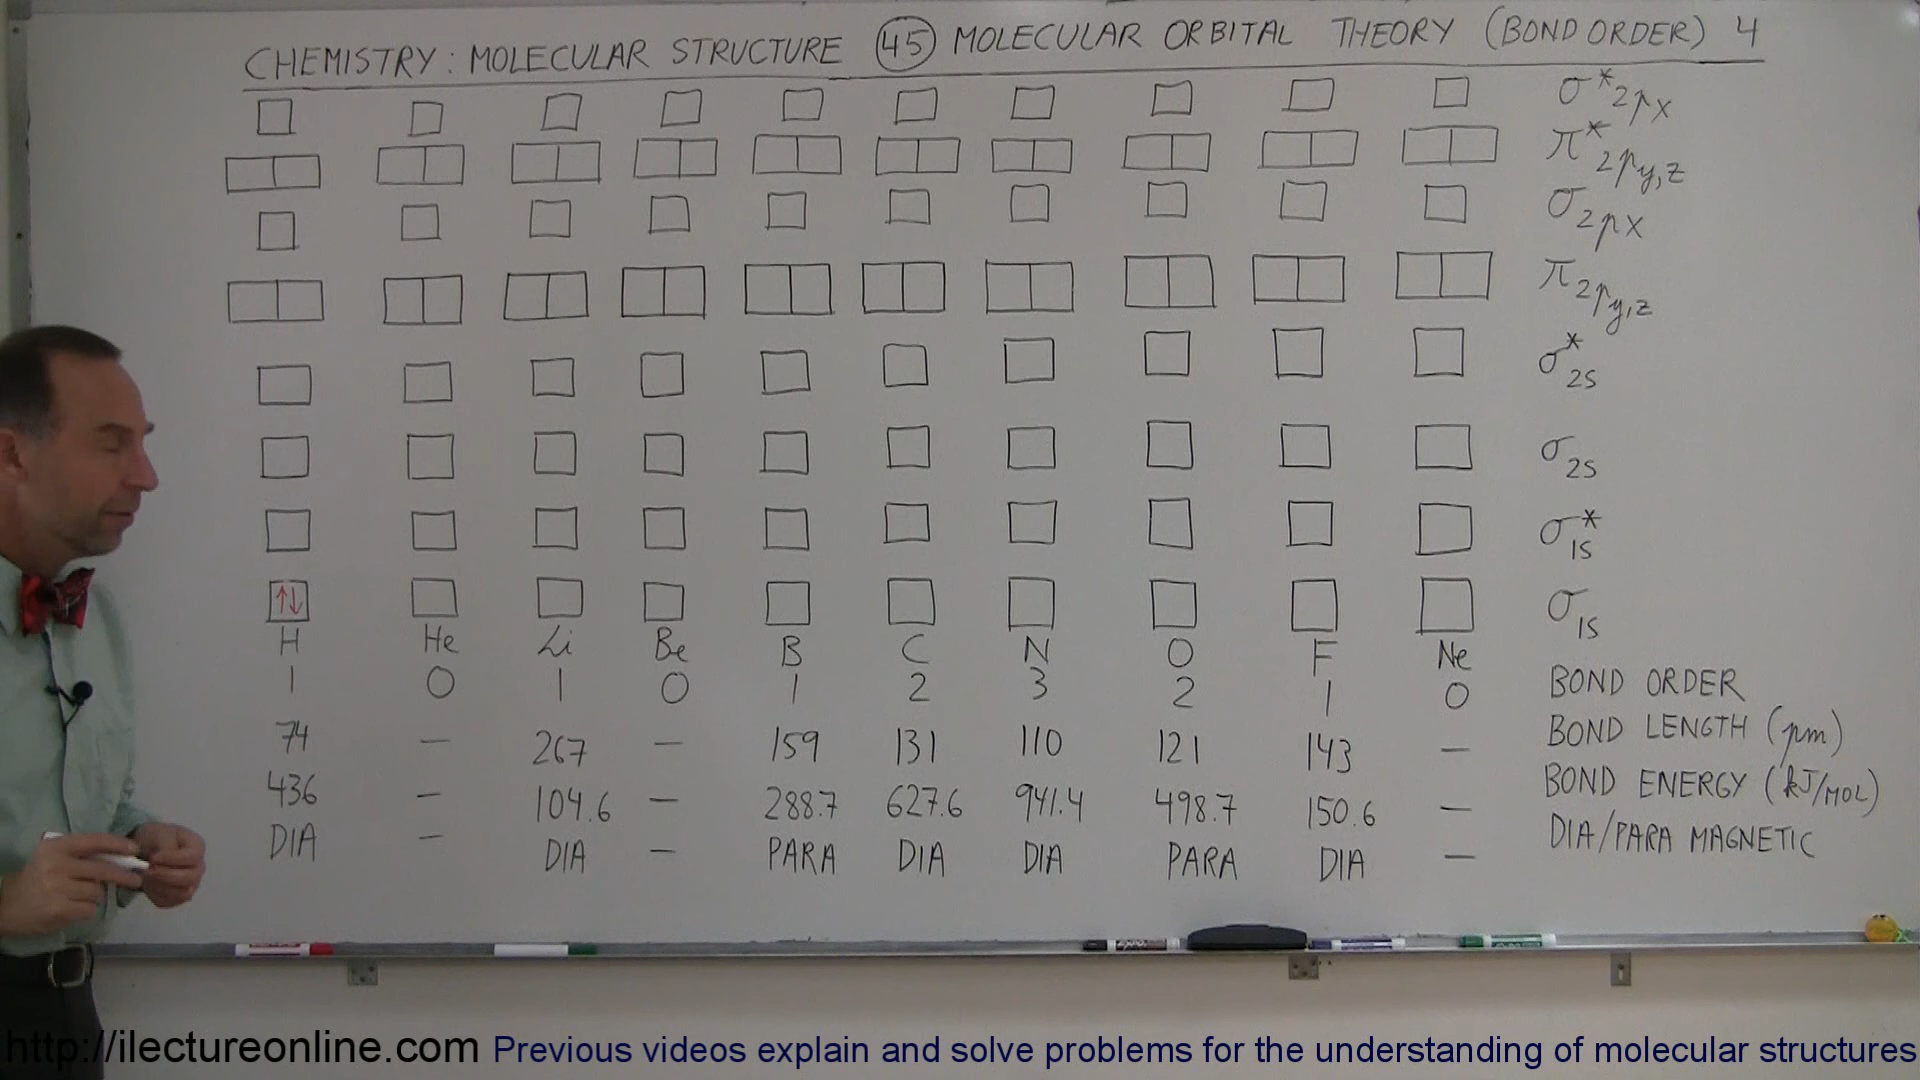 CHEMISTRY: MOLECULAR STRUCTURE 45 MOLECULAR ORBITAL THEORY (BOND ORDER) 4
σ*2px
π*2py,z
σ2px
π2py,z
σ*2s
σ2s
σ*1s
↑↓ σ1s
H He Li Be B C N O F Ne
1 0 1 0 1 2 3 2 1 0 BOND ORDER
74 — 267 — 159 131 110 121 143 — BOND LENGTH (pm)
436 — 104.6 — 288.7 627.6 941.4 498.7 150.6 — BOND ENERGY (kJ/MOL)
DIA — DIA — PARA DIA DIA PARA DIA — DIA/PARA MAGNETIC
http://ilectureonline.com Previous videos explain and solve problems for the understanding of molecular structures